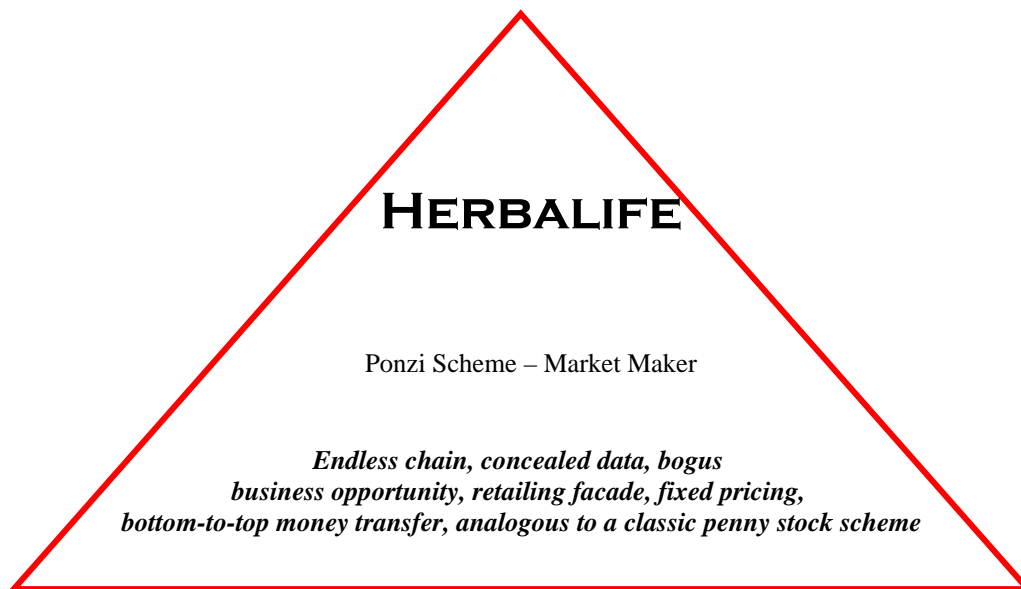 HERBALIFE
Ponzi Scheme – Market Maker
Endless chain, concealed data, bogus
business opportunity, retailing facade, fixed pricing,
bottom-to-top money transfer, analogous to a classic penny stock scheme